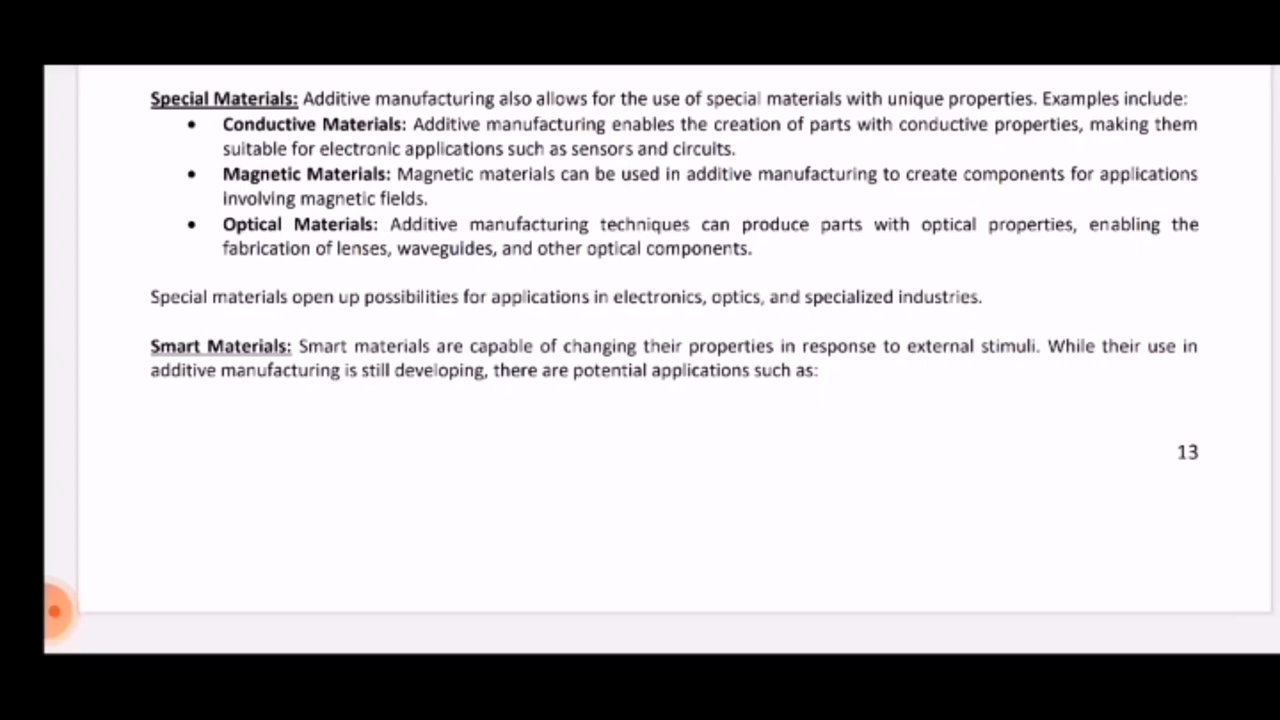 Special Materials: Additive manufacturing also allows for the use of special materials with unique properties. Examples include:
• Conductive Materials: Additive manufacturing enables the creation of parts with conductive properties, making them
suitable for electronic applications such as sensors and circuits.
• Magnetic Materials: Magnetic materials can be used in additive manufacturing to create components for applications
involving magnetic fields.
• Optical Materials: Additive manufacturing techniques can produce parts with optical properties, enabling the
fabrication of lenses, waveguides, and other optical components.
Special materials open up possibilities for applications in electronics, optics, and specialized industries.
Smart Materials: Smart materials are capable of changing their properties in response to external stimuli. While their use in
additive manufacturing is still developing, there are potential applications such as:
13